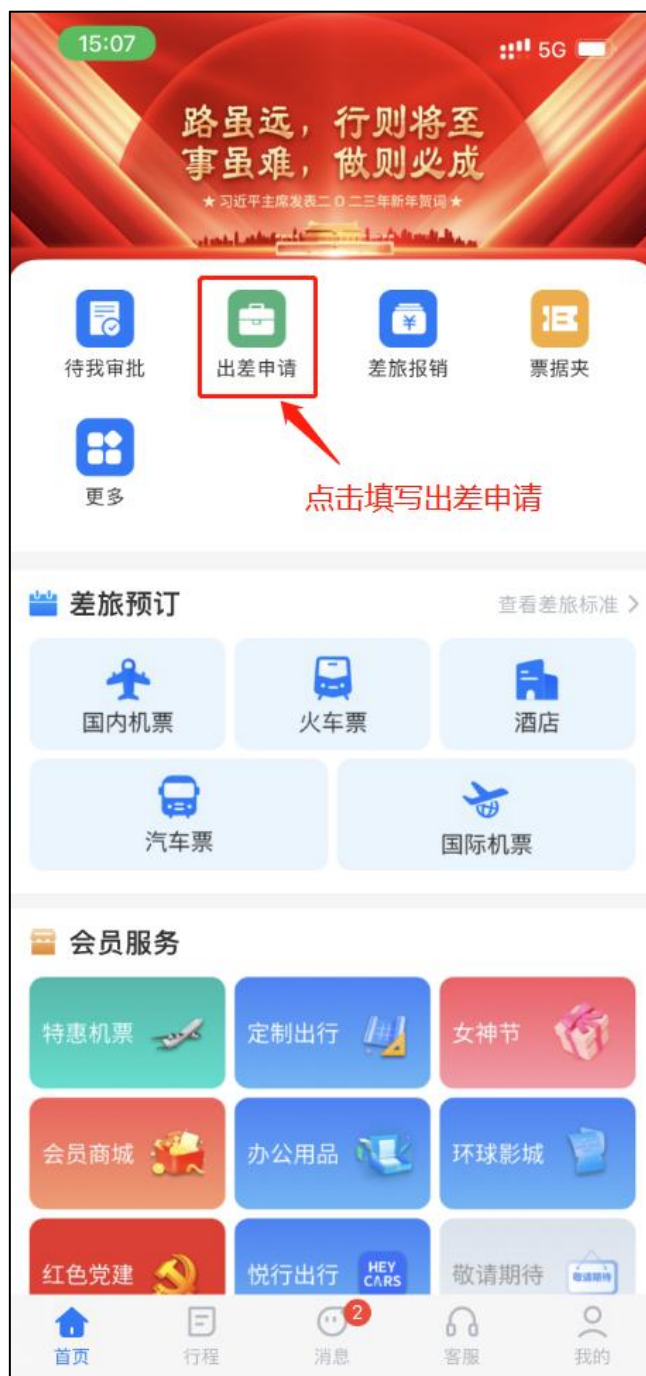 15:07
5G
路虽远，行则将至
事虽难，做则必成
★习近平主席发表二〇二三年新年贺词★
待我审批
出差申请
差旅报销
票据夹
更多
点击填写出差申请
差旅预订
查看差旅标准
国内机票
火车票
酒店
汽车票
国际机票
会员服务
特惠机票
定制出行
女神节
会员商城
办公用品
环球影城
红色党建
悦行出行
HEY
CARS
敬请期待
敬请期待
2
首页
行程
消息
客服
我的